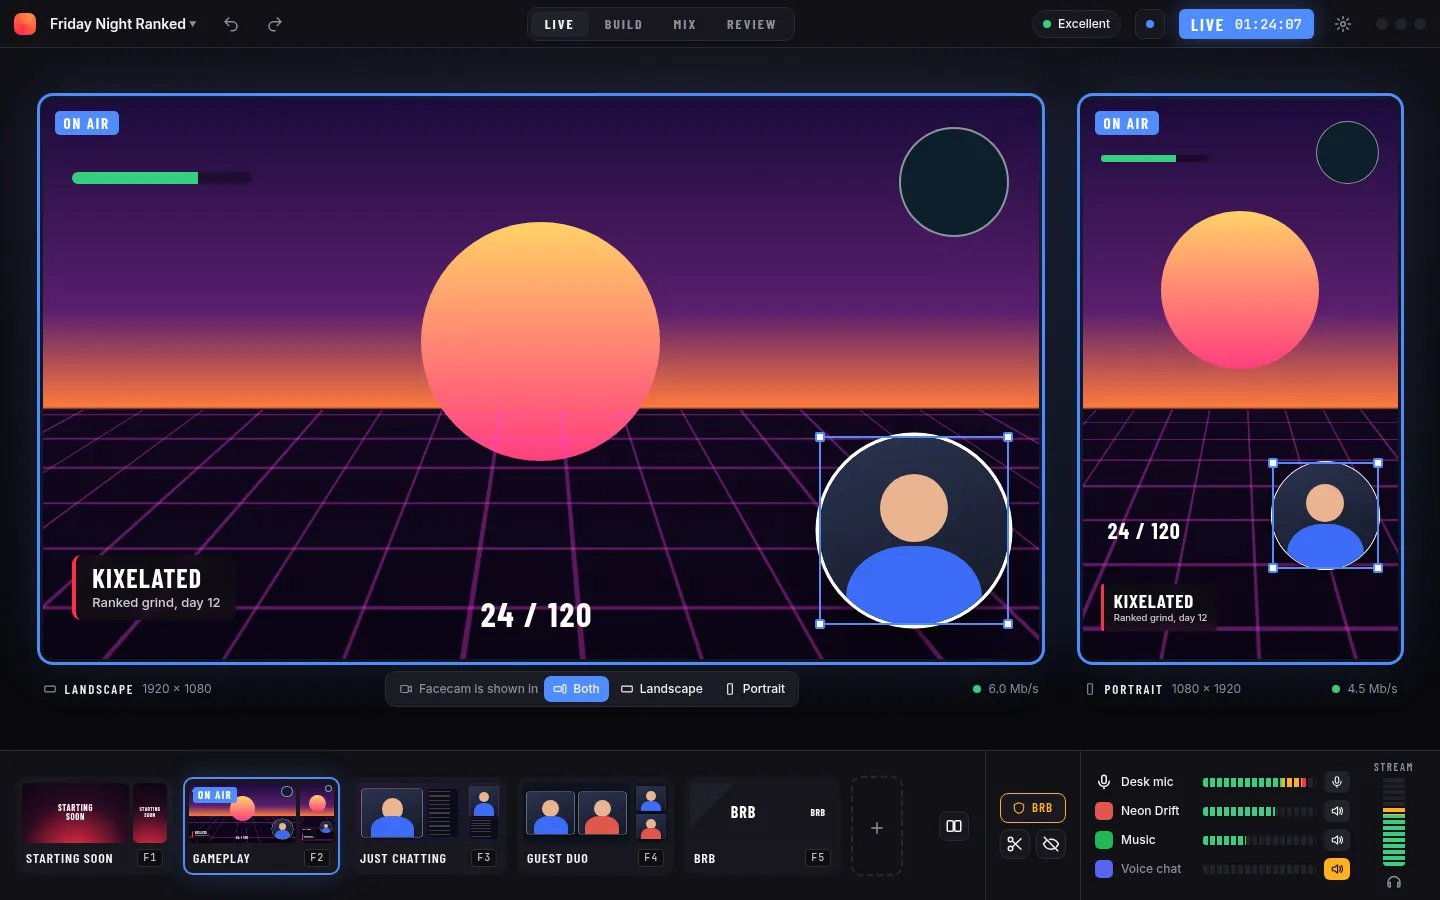 Friday Night Ranked
LIVE
BUILD
MIX
REVIEW
Excellent
LIVE 01:24:07
ON AIR
KIXELATED
Ranked grind, day 12
24 / 120
ON AIR
24 / 120
KIXELATED
Ranked grind, day 12
LANDSCAPE 1920 × 1080
Facecam is shown in
Both
Landscape
Portrait
6.0 Mb/s
PORTRAIT 1080 × 1920
4.5 Mb/s
STARTING
SOON
STARTING
SOON
STARTING SOON F1
ON AIR
GAMEPLAY F2
JUST CHATTING F3
GUEST DUO F4
BRB
BRB
BRB F5
BRB
Desk mic
Neon Drift
Music
Voice chat
STREAM